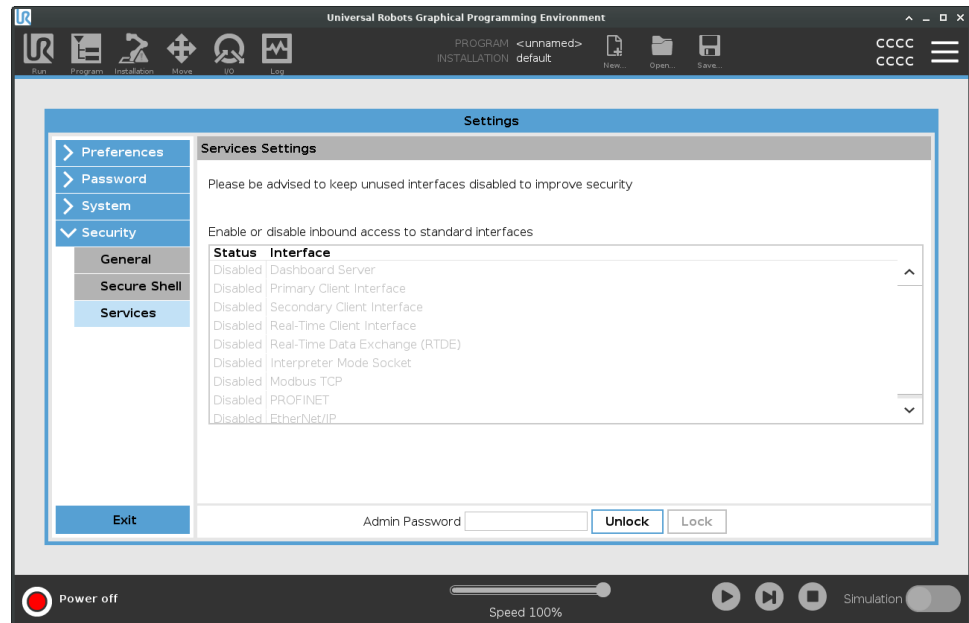 Universal Robots Graphical Programming Environment
UR
Run
Program
Installation
Move
I/O
Log
PROGRAM <unnamed>
INSTALLATION default
New...
Open...
Save...
CCCC
CCCC
Settings
Preferences
Password
System
Security
General
Secure Shell
Services
Exit
Services Settings
Please be advised to keep unused interfaces disabled to improve security
Enable or disable inbound access to standard interfaces
Status Interface
Disabled Dashboard Server
Disabled Primary Client Interface
Disabled Secondary Client Interface
Disabled Real-Time Client Interface
Disabled Real-Time Data Exchange (RTDE)
Disabled Interpreter Mode Socket
Disabled Modbus TCP
Disabled PROFINET
Disabled EtherNet/IP
Admin Password Unlock Lock
Power off
Speed 100%
Simulation